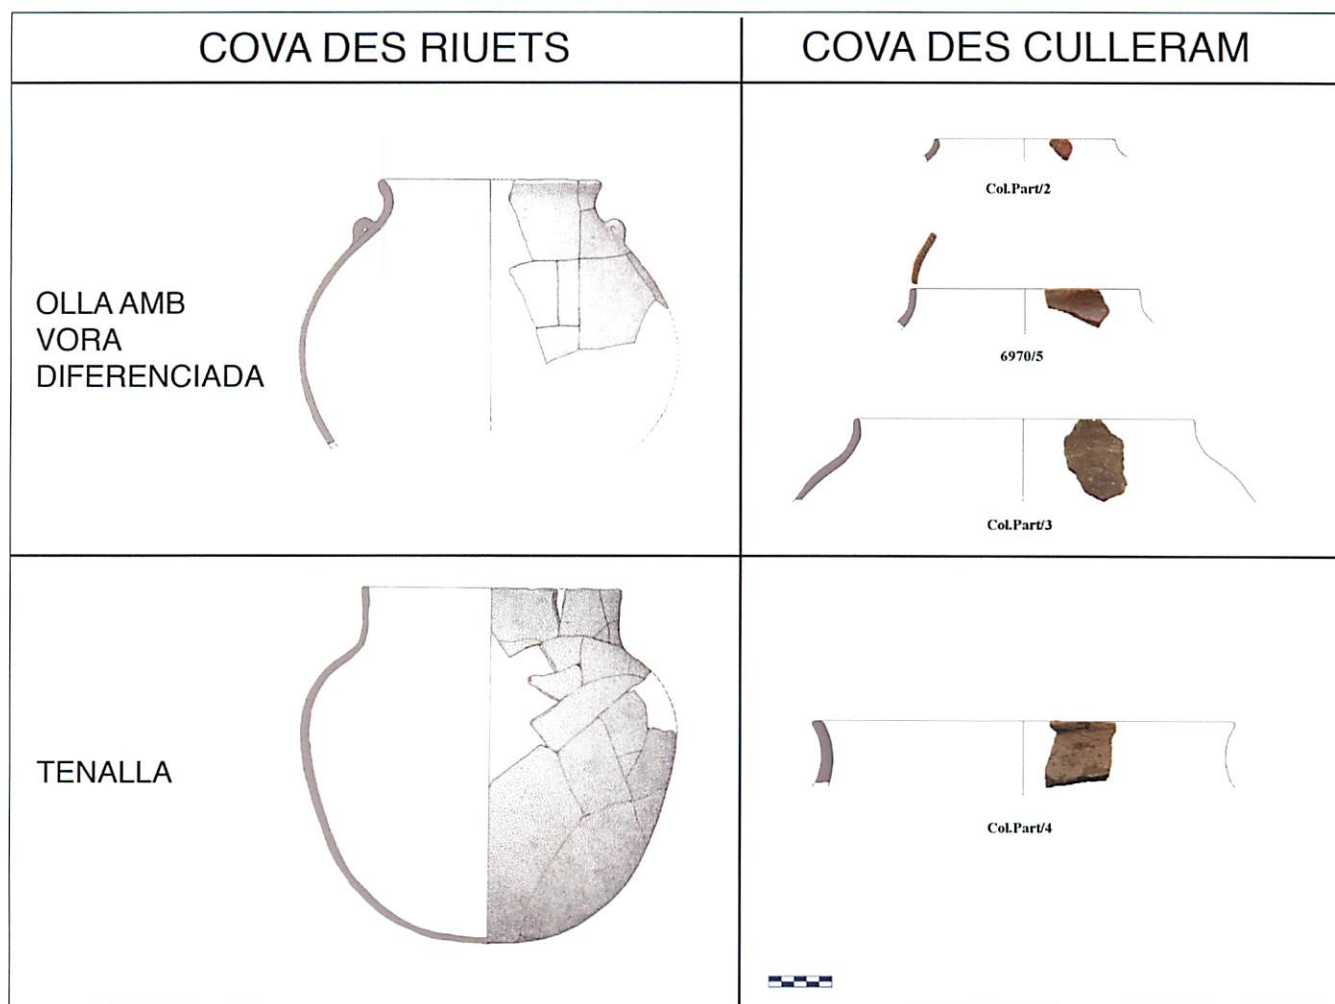 COVA DES RIUETS
COVA DES CULLERAM
OLLA AMB
VORA
DIFERENCIADA
Col.Part/2
6970/5
Col.Part/3
TENALLA
Col.Part/4